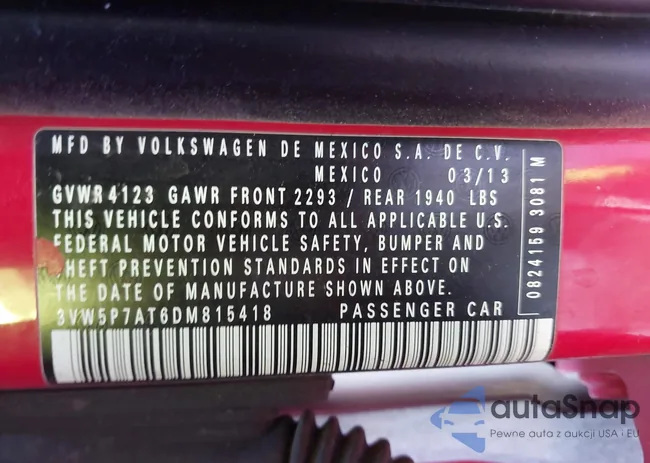 MFD BY VOLKSWAGEN DE MEXICO S.A. DE C.V.
MEXICO 03/13
GVWR 4123 GAWR FRONT 2293 / REAR 1940 LBS
THIS VEHICLE CONFORMS TO ALL APPLICABLE U.S.
FEDERAL MOTOR VEHICLE SAFETY, BUMPER AND
THEFT PREVENTION STANDARDS IN EFFECT ON
THE DATE OF MANUFACTURE SHOWN ABOVE.
3VW5P7AT6DM815418 PASSENGER CAR
0824159 3081 M
autaSnap
Pewne auta z aukcji USA i EU